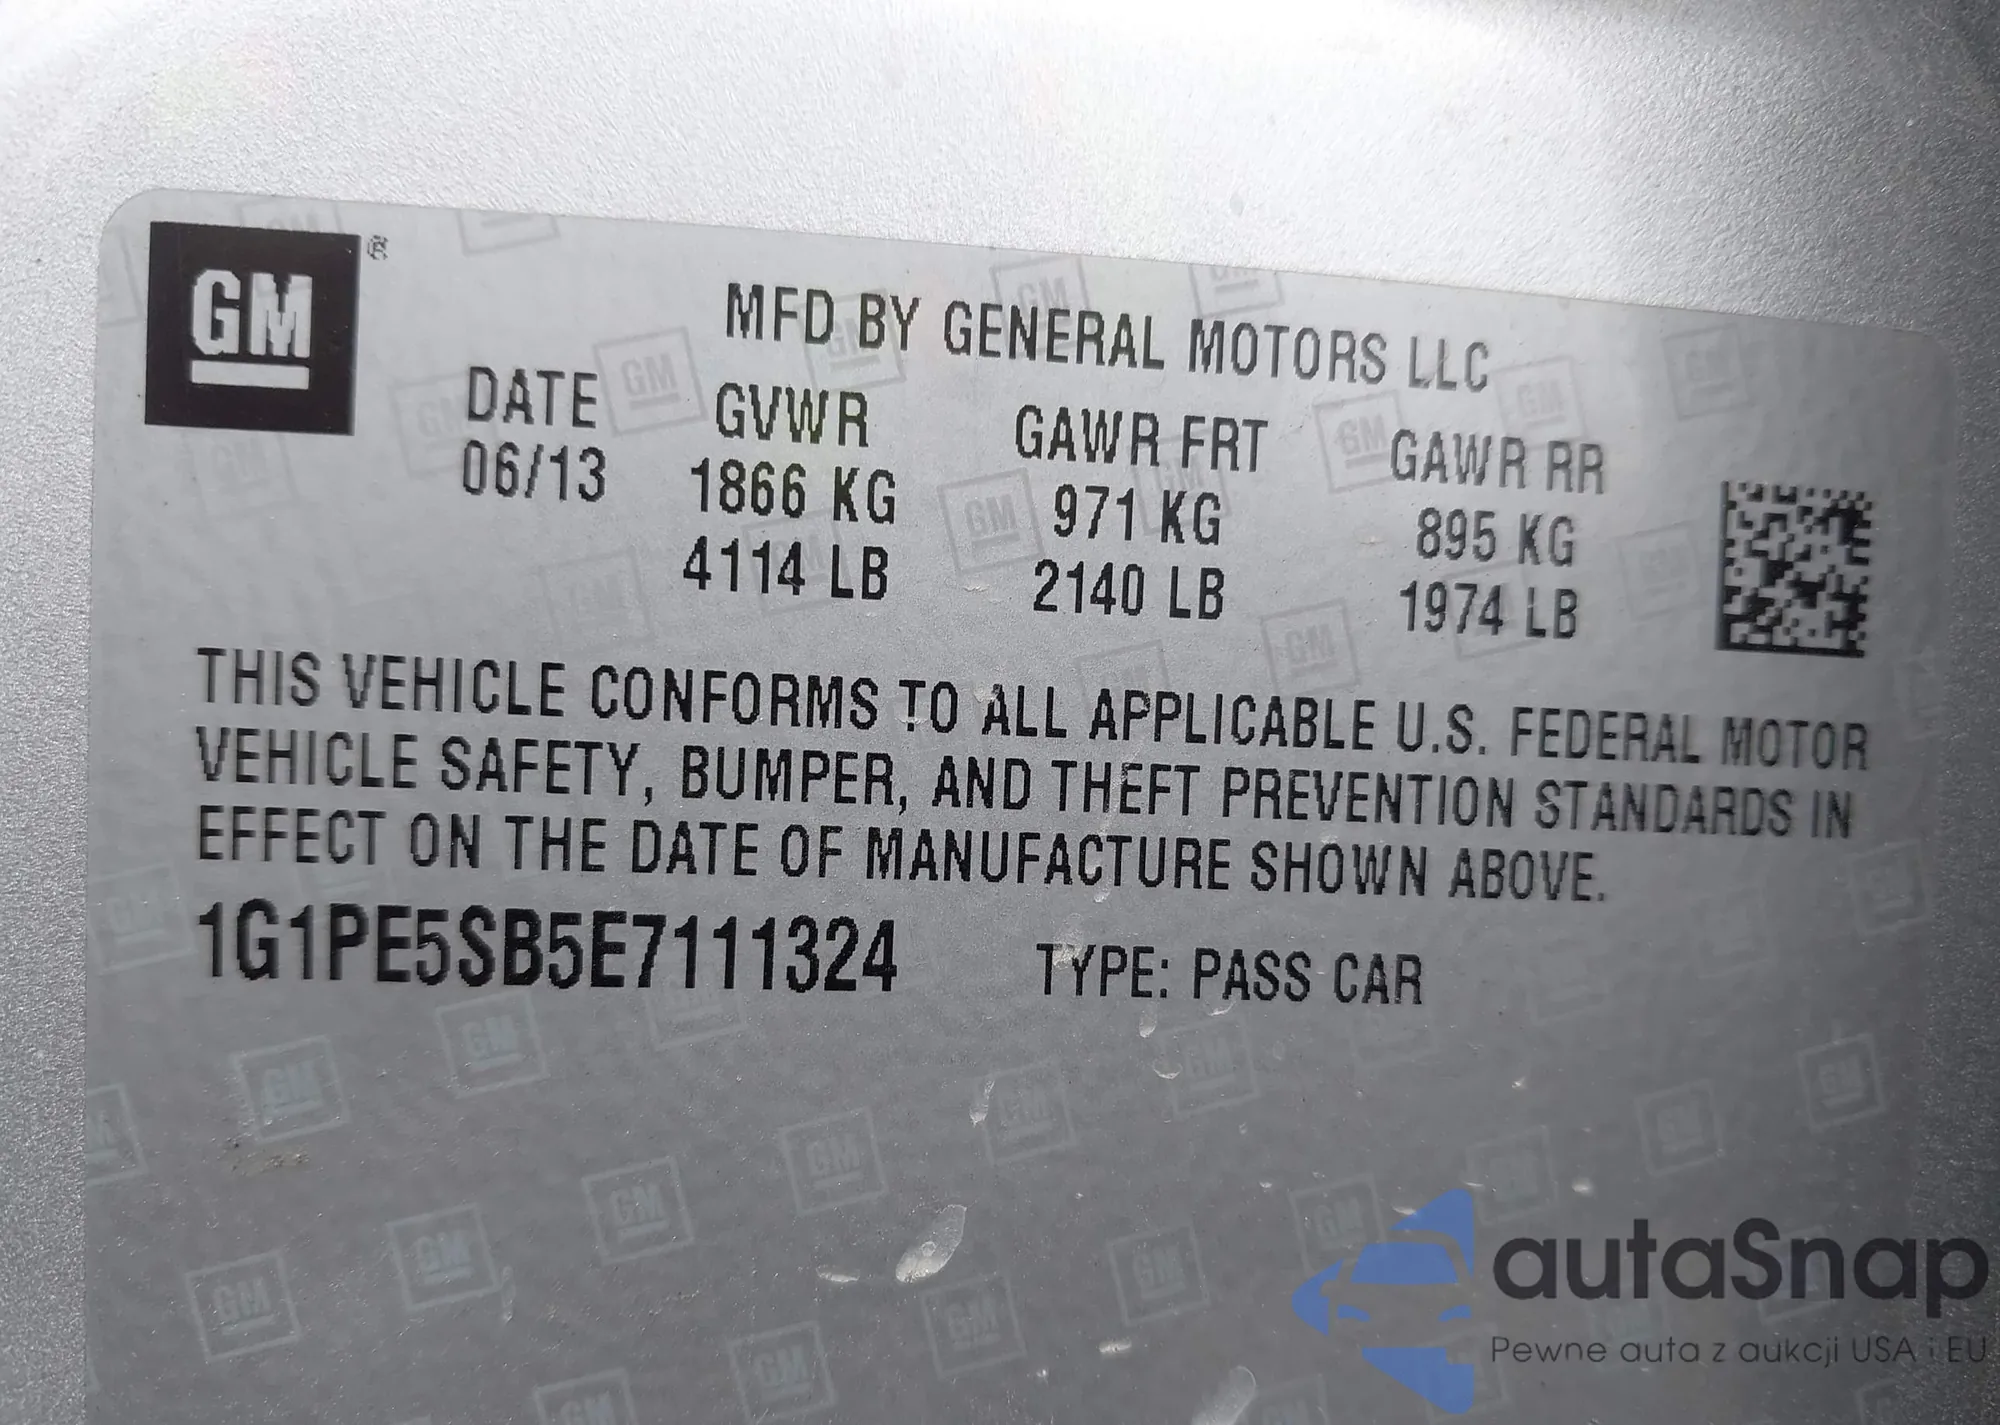 GM ®
MFD BY GENERAL MOTORS LLC
DATE GVWR GAWR FRT GAWR RR
06/13 1866 KG 971 KG 895 KG
4114 LB 2140 LB 1974 LB
THIS VEHICLE CONFORMS TO ALL APPLICABLE U.S. FEDERAL MOTOR
VEHICLE SAFETY, BUMPER, AND THEFT PREVENTION STANDARDS IN
EFFECT ON THE DATE OF MANUFACTURE SHOWN ABOVE.
1G1PE5SB5E7111324 TYPE: PASS CAR
autaSnap
Pewne auta z aukcji USA i EU